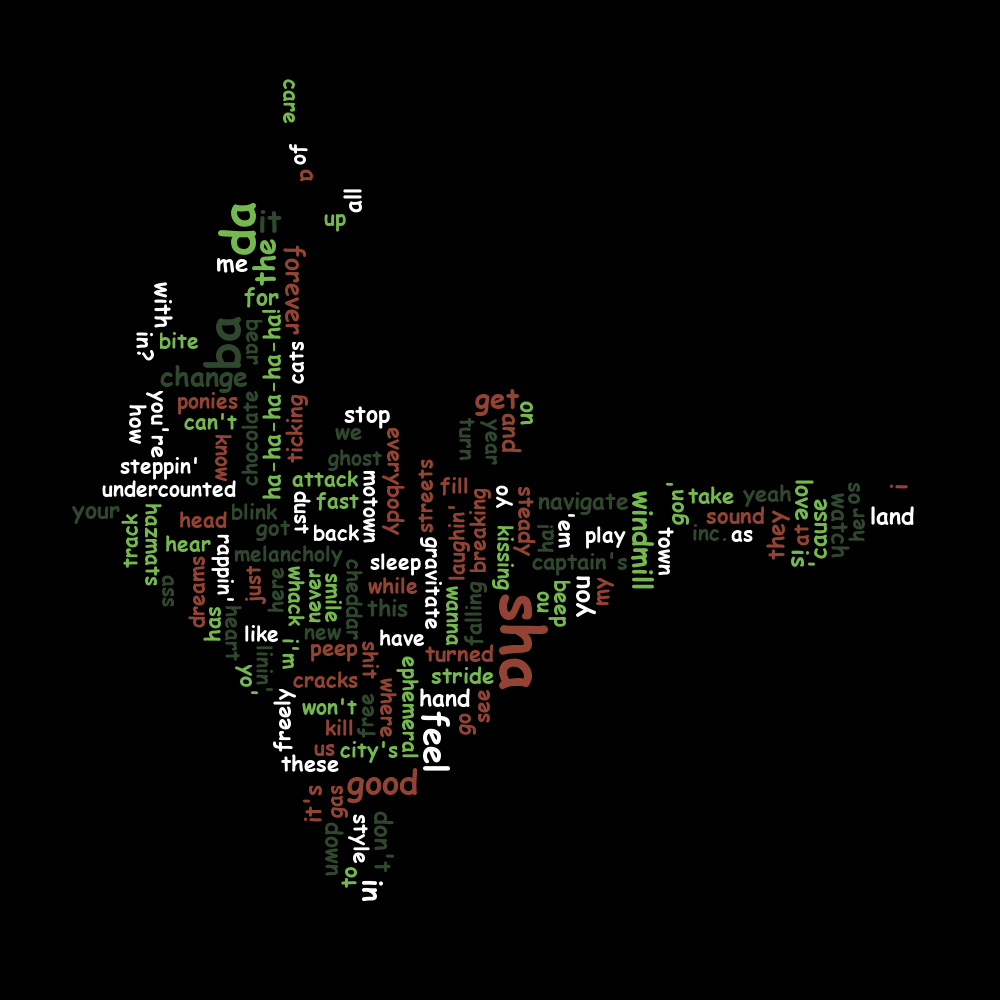 care
of
a
all
up
da
it
the
me
forever
for
with
ha-ha-ha-ha-ha-ha!
bear
ba
in?
bite
cats
change
ponies
you're
how
can't
chocolate
ticking
get
on
and
year
turn
stop
we
everybody
wonk
ghost
steppin'
undercounted
attack
motown
streets
fill
fast
dust
your
track
hazmats
head
blink
got
back
laughin'
breaking
yo
steady
navigate
windmill
gon'
take
yeah
love
cause
watch
heros
i
land
sound
they
at
is
inc.
as
town
play
'em
ha!
kissing
captain's
hear
rappin'
melancholy
sleep
gravitate
ass
dreams
just
here
whack
never
smile
cheddar
while
this
wanna
falling
sha
no
beep
you
my
has
heart
like
linin'
i'm
new
have
peep
shit
turned
yo'
cracks
where
ephemeral
stride
hand
see
go
freely
won't
free
kill
feel
us
city's
these
good
it's
gas
down
style
don't
to
in